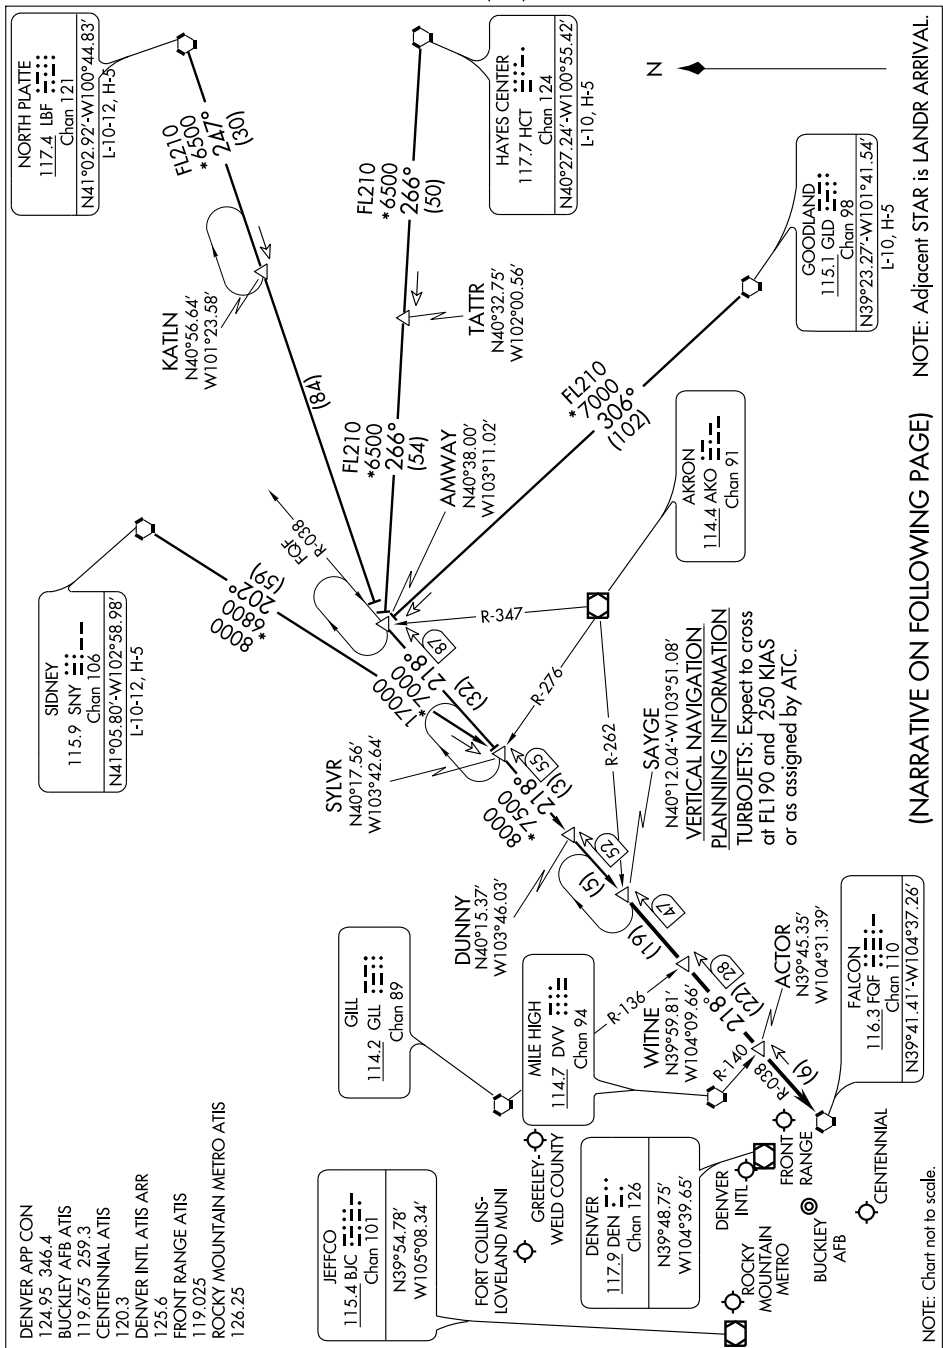 DENVER APP CON
124.95 346.4
BUCKLEY AFB ATIS
119.675 259.3
CENTENNIAL ATIS
120.3
DENVER INTL ATIS ARR
125.6
FRONT RANGE ATIS
119.025
ROCKY MOUNTAIN METRO ATIS
126.25
SIDNEY
115.9 SNY
Chan 106
N41°05.80′-W102°58.98′
L-10-12, H-5
NORTH PLATTE
117.4 LBF
Chan 121
N41°02.92′-W100°44.83′
L-10-12, H-5
FL210
*6500
247°
(30)
KATLN
N40°56.64′
W101°23.58′
(84)
HAYES CENTER
117.7 HCT
Chan 124
N40°27.24′-W100°55.42′
L-10, H-5
FL210
*6500
266°
(50)
TATTR
N40°32.75′
W102°00.56′
FL210
*6500
266°
(54)
AMWAY
N40°38.00′
W103°11.02′
N
GOODLAND
115.1 GLD
Chan 98
N39°23.27′-W101°41.54′
L-10, H-5
FL210
*7000
306°
(102)
8000
*6800
202°
(59)
FQF
R-038
87
17000
*7000
218°
(32)
AKRON
114.4 AKO
Chan 91
R-347
R-276
R-262
SYLVR
N40°17.56′
W103°42.64′
55
8000
*7500
218°
(3)
DUNNY
N40°15.37′
W103°46.03′
52
(5)
SAYGE
N40°12.04′-W103°51.08′
VERTICAL NAVIGATION
PLANNING INFORMATION
TURBOJETS: Expect to cross
at FL190 and 250 KIAS
or as assigned by ATC.
47
(19)
GILL
114.2 GLL
Chan 89
MILE HIGH
114.7 DVV
Chan 94
R-136
WITNE
N39°59.81′
W104°09.66′
28
218°
(22)
R-140
ACTOR
N39°45.35′
W104°31.39′
R-038
(6)
FALCON
116.3 FQF
Chan 110
N39°41.41′-W104°37.26′
JEFFCO
115.4 BJC
Chan 101
N39°54.78′
W105°08.34′
FORT COLLINS-
LOVELAND MUNI
GREELEY-
WELD COUNTY
DENVER
117.9 DEN
Chan 126
N39°48.75′
W104°39.65′
DENVER
INTL
FRONT
RANGE
ROCKY
MOUNTAIN
METRO
BUCKLEY
AFB
CENTENNIAL
NOTE: Chart not to scale.
(NARRATIVE ON FOLLOWING PAGE)
NOTE: Adjacent STAR is LANDR ARRIVAL.